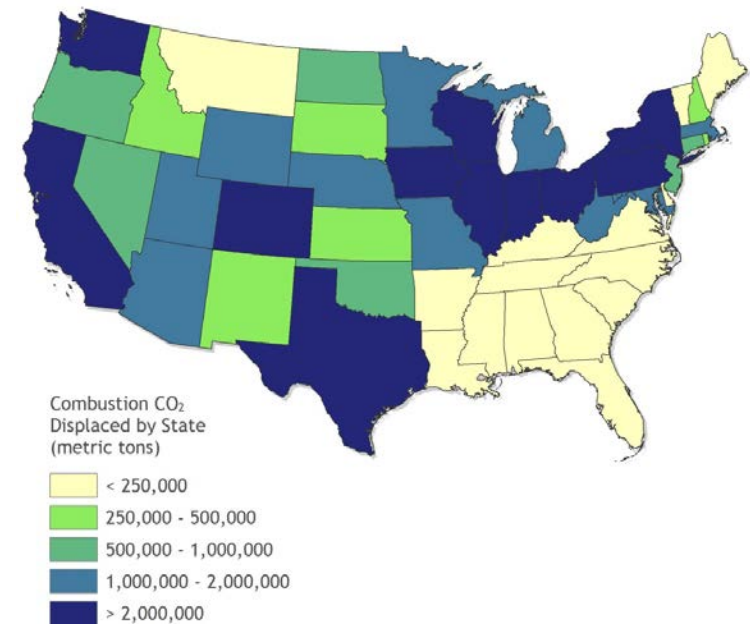 Combustion CO₂
Displaced by State
(metric tons)
< 250,000
250,000 - 500,000
500,000 - 1,000,000
1,000,000 - 2,000,000
> 2,000,000